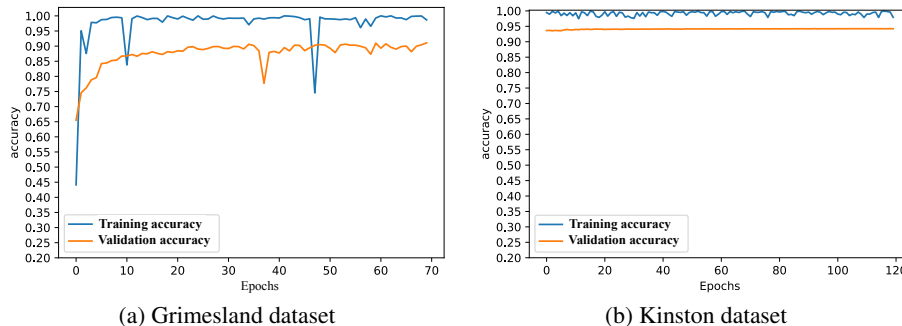 1.00
0.95
0.90
0.85
0.80
0.75
0.70
0.65
0.60
0.55
0.50
0.45
0.40
0.35
0.30
0.25
0.20
accuracy
Training accuracy
Validation accuracy
0 10 20 30 40 50 60 70
Epochs
(a) Grimesland dataset
1.00
0.95
0.90
0.85
0.80
0.75
0.70
0.65
0.60
0.55
0.50
0.45
0.40
0.35
0.30
0.25
0.20
accuracy
Training accuracy
Validation accuracy
0 20 40 60 80 100 120
Epochs
(b) Kinston dataset